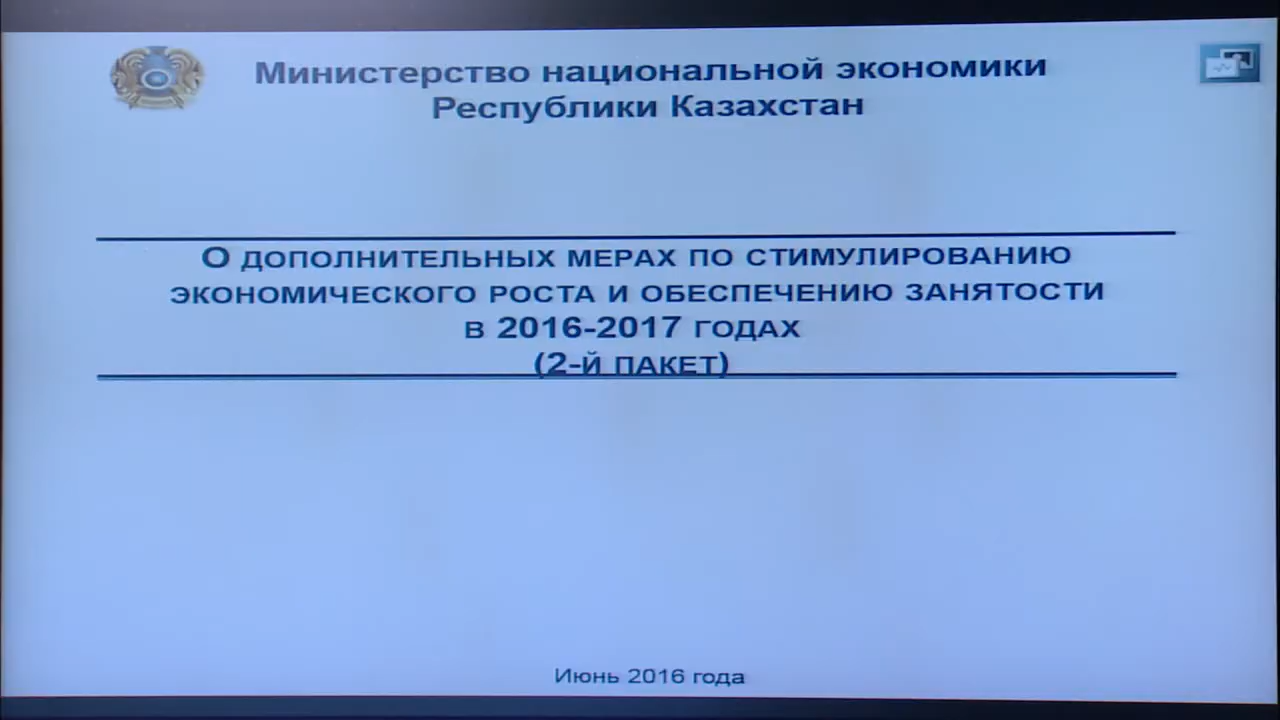 Министерство национальной экономики
Республики Казахстан
О ДОПОЛНИТЕЛЬНЫХ МЕРАХ ПО СТИМУЛИРОВАНИЮ
ЭКОНОМИЧЕСКОГО РОСТА И ОБЕСПЕЧЕНИЮ ЗАНЯТОСТИ
В 2016-2017 ГОДАХ
(2-Й ПАКЕТ)
Июнь 2016 года